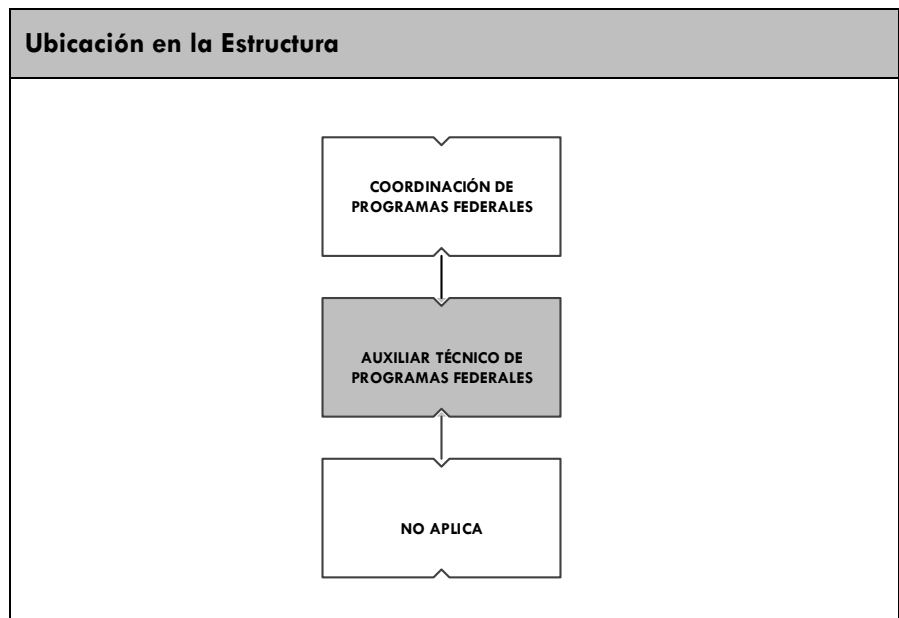 Ubicación en la Estructura
COORDINACIÓN DE
PROGRAMAS FEDERALES
AUXILIAR TÉCNICO DE
PROGRAMAS FEDERALES
NO APLICA